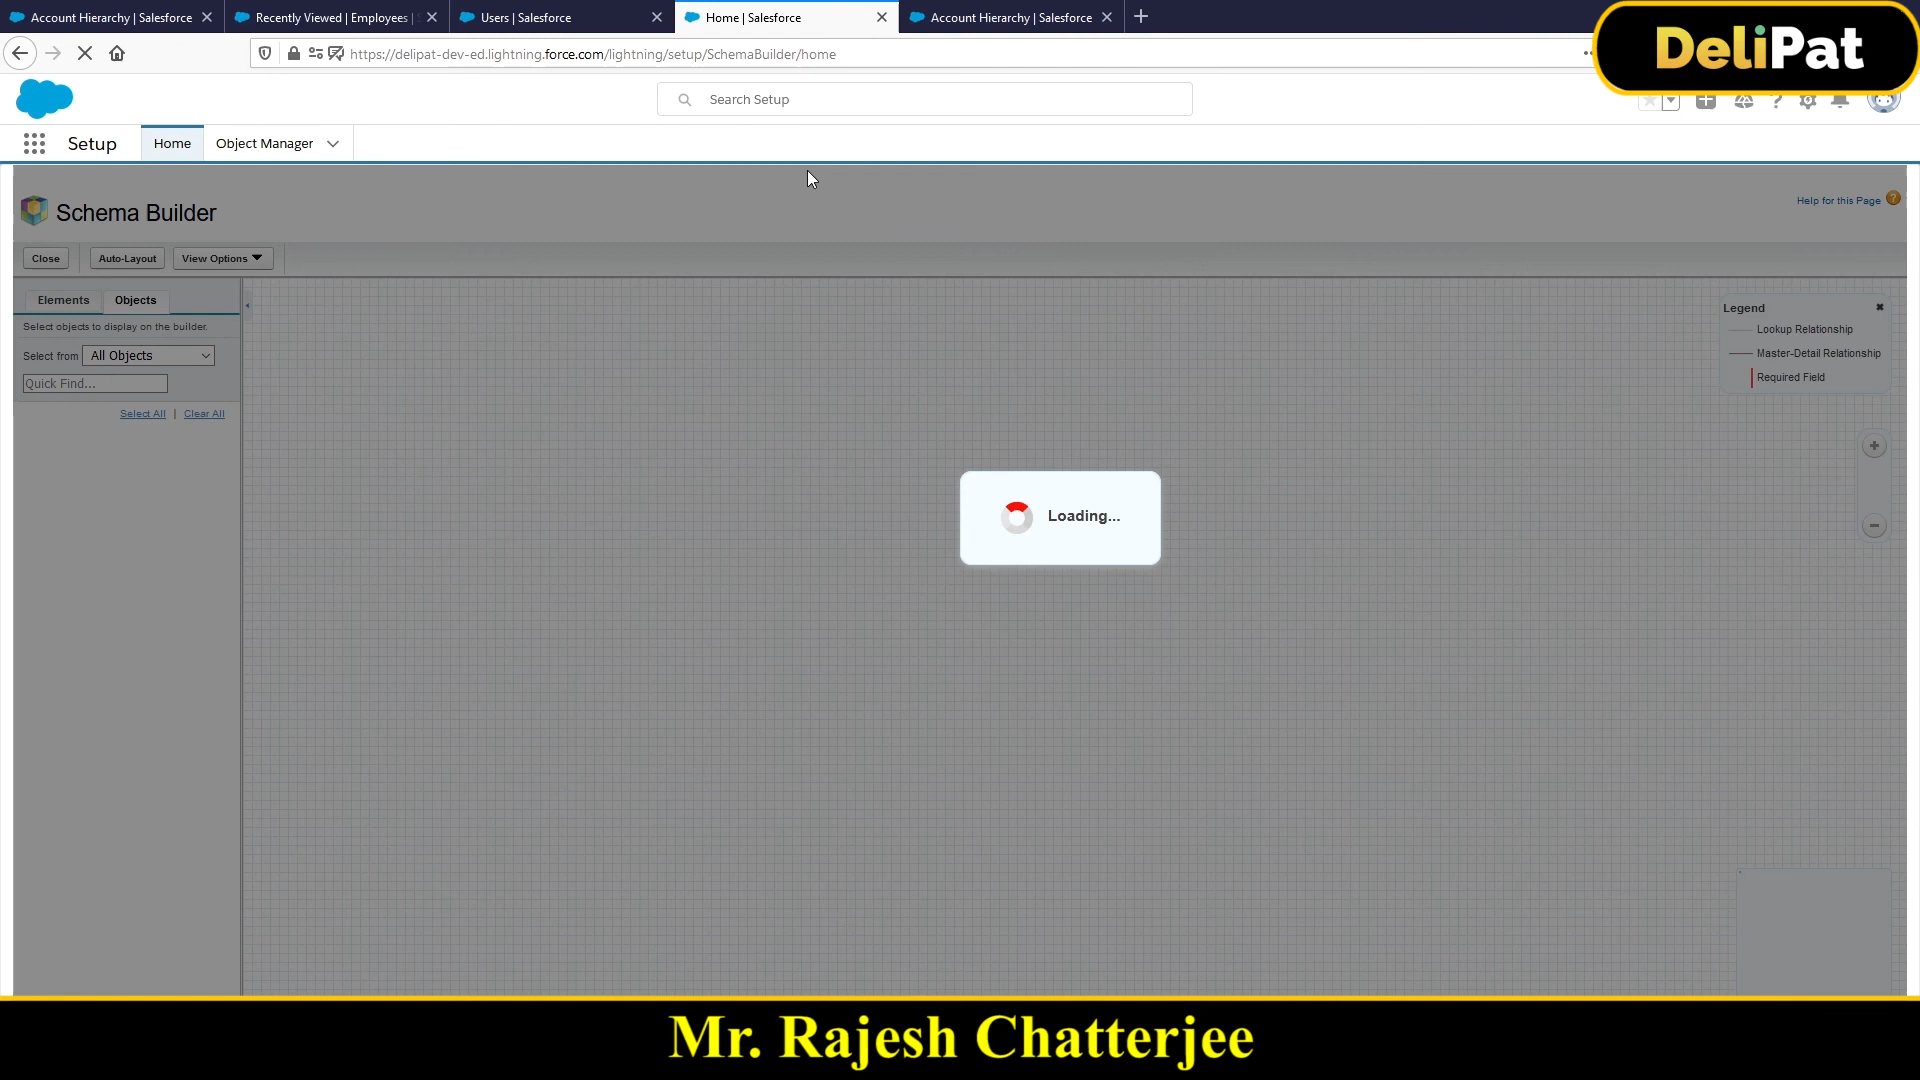 Account Hierarchy | Salesforce
Recently Viewed | Employees |
Users | Salesforce
Home | Salesforce
Account Hierarchy | Salesforce
https://delipat-dev-ed.lightning.force.com/lightning/setup/SchemaBuilder/home
DeliPat
Search Setup
Setup
Home
Object Manager
Schema Builder
Help for this Page
Close
Auto-Layout
View Options
Elements
Objects
Select objects to display on the builder.
Select from
All Objects
Quick Find...
Select All | Clear All
Legend
Lookup Relationship
Master-Detail Relationship
Required Field
Loading...
Mr. Rajesh Chatterjee